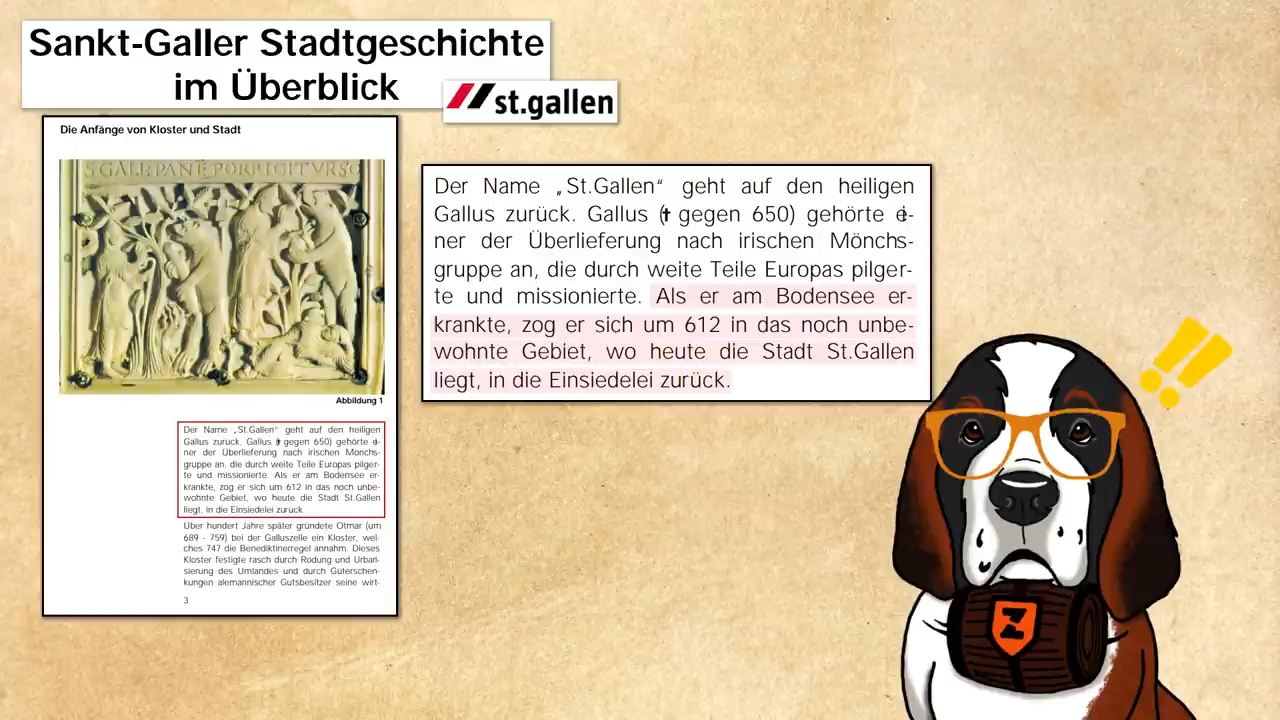 Sankt-Galler Stadtgeschichte
im Überblick
st.gallen
Die Anfänge von Kloster und Stadt
S GALL PANE PORRIGIT VRSO
Abbildung 1
Der Name „St.Gallen“ geht auf den heiligen
Gallus zurück. Gallus († gegen 650) gehörte ei-
ner der Überlieferung nach irischen Mönchs-
gruppe an, die durch weite Teile Europas pilger-
te und missionierte. Als er am Bodensee er-
krankte, zog er sich um 612 in das noch unbe-
wohnte Gebiet, wo heute die Stadt St.Gallen
liegt, in die Einsiedelei zurück
Über hundert Jahre später gründete Otmar (um
689 - 759) bei der Galluszelle ein Kloster, wel-
ches 747 die Benediktinerregel annahm. Dieses
Kloster festigte rasch durch Rodung und Urbari-
sierung des Umlandes und durch Güterschen-
kungen alemannischer Gutsbesitzer seine wirt-
3
Der Name „St.Gallen“ geht auf den heiligen
Gallus zurück. Gallus († gegen 650) gehörte ei-
ner der Überlieferung nach irischen Mönchs-
gruppe an, die durch weite Teile Europas pilger-
te und missionierte. Als er am Bodensee er-
krankte, zog er sich um 612 in das noch unbe-
wohnte Gebiet, wo heute die Stadt St.Gallen
liegt, in die Einsiedelei zurück.
!!
Z